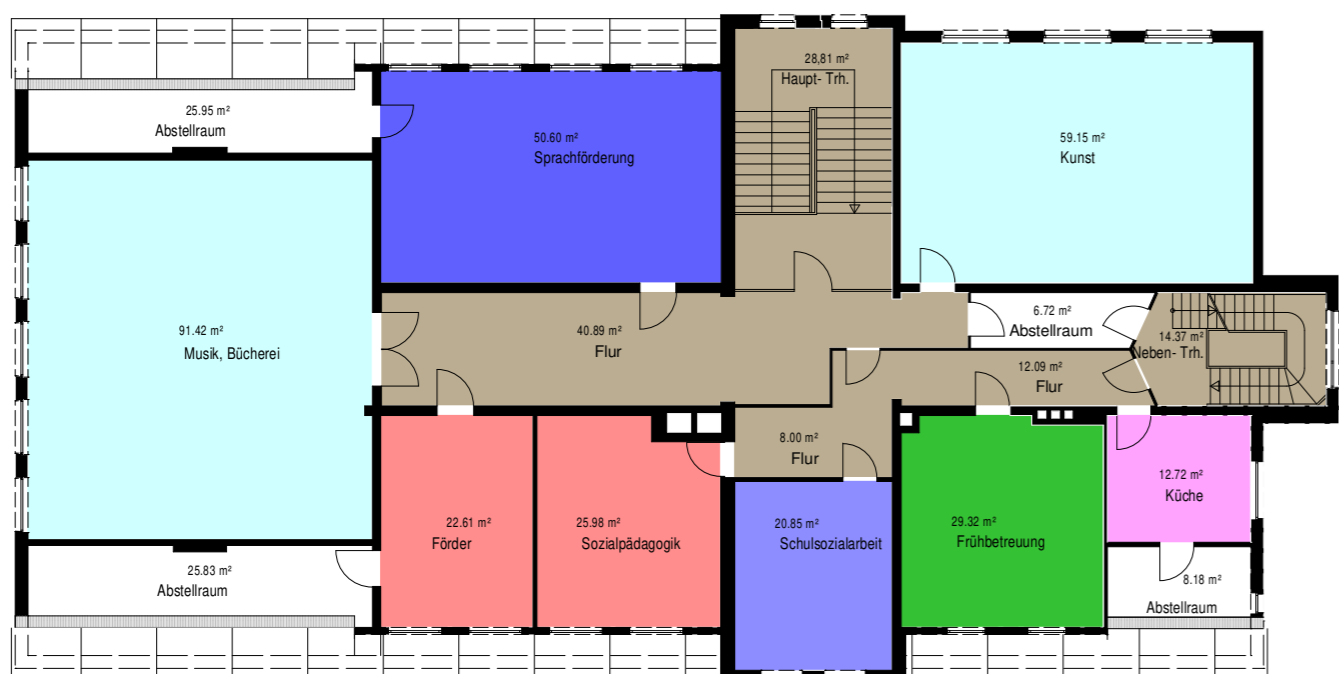 28,81 m²
Haupt- Trh.
25.95 m²
Abstellraum
50.60 m²
Sprachförderung
59.15 m²
Kunst
91.42 m²
Musik, Bücherei
40.89 m²
Flur
6.72 m²
Abstellraum
14.37 m²
Neben- Trh.
12.09 m²
Flur
8.00 m²
Flur
12.72 m²
Küche
22.61 m²
Förder
25.98 m²
Sozialpädagogik
20.85 m²
Schulsozialarbeit
29.32 m²
Frühbetreuung
25.83 m²
Abstellraum
8.18 m²
Abstellraum